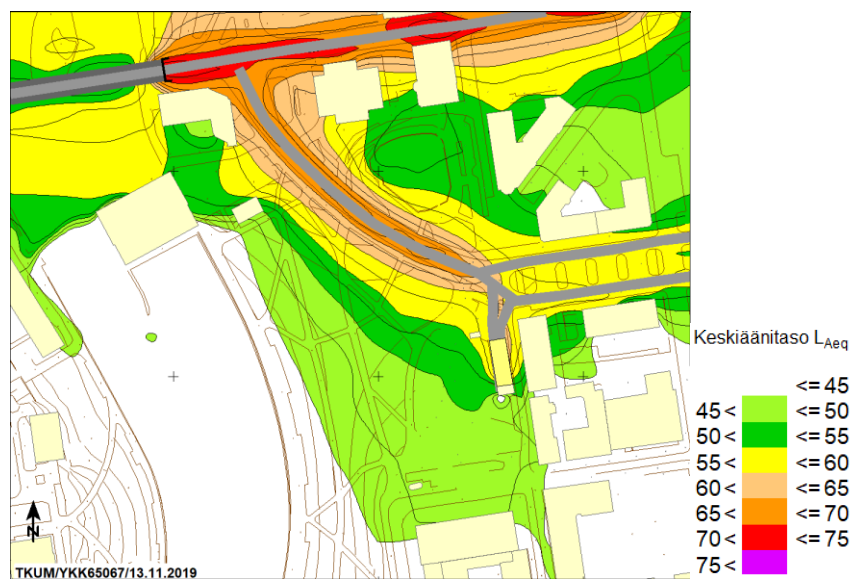 Keskiäänitaso LAeq
<= 45
45 < <= 50
50 < <= 55
55 < <= 60
60 < <= 65
65 < <= 70
70 < <= 75
75 <
N
TKUM/YKK65067/13.11.2019